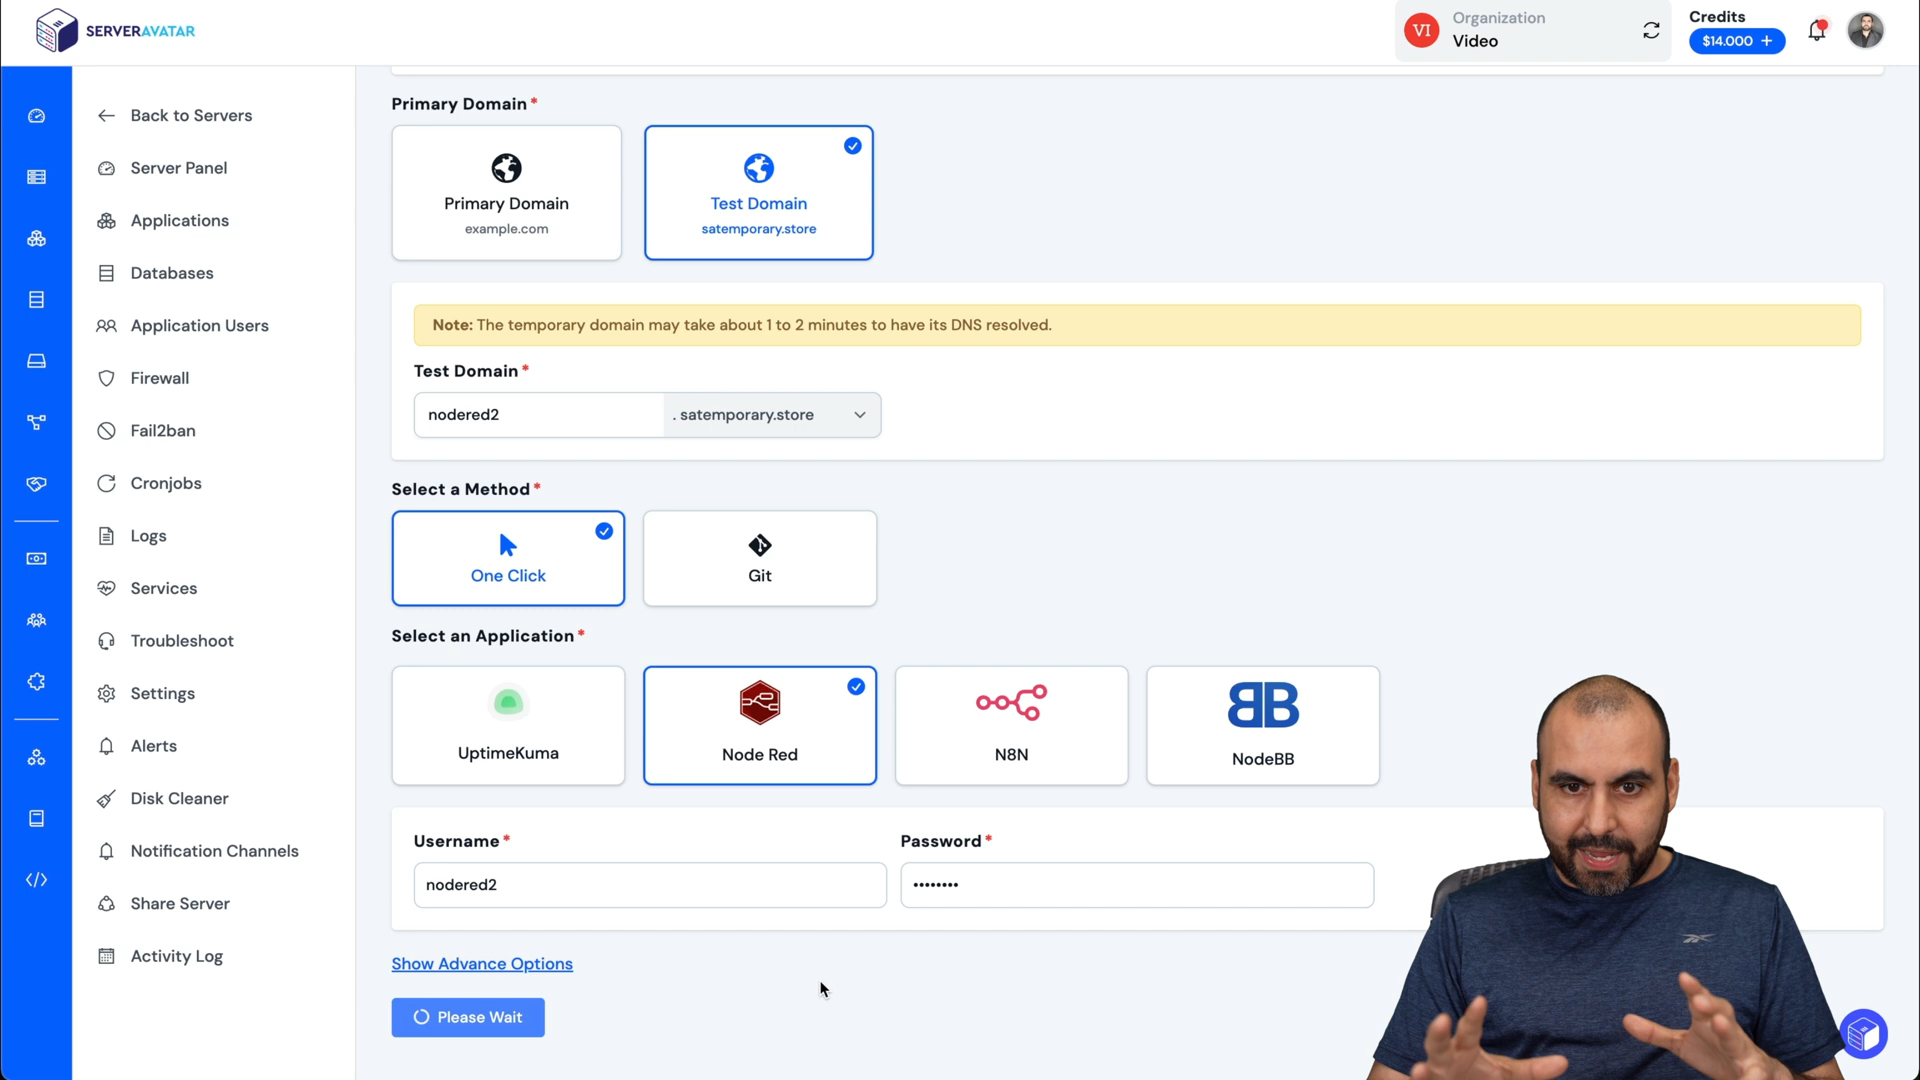 SERVERAVATAR
VI
Organization
Video
Credits
$14.000 +
Back to Servers
Server Panel
Applications
Databases
Application Users
Firewall
Fail2ban
Cronjobs
Logs
Services
Troubleshoot
Settings
Alerts
Disk Cleaner
Notification Channels
Share Server
Activity Log
Primary Domain *
Primary Domain
example.com
Test Domain
satemporary.store
Note: The temporary domain may take about 1 to 2 minutes to have its DNS resolved.
Test Domain *
nodered2
. satemporary.store
Select a Method *
One Click
Git
Select an Application *
UptimeKuma
Node Red
N8N
BB
NodeBB
Username *
nodered2
Password *
••••••••
Show Advance Options
Please Wait